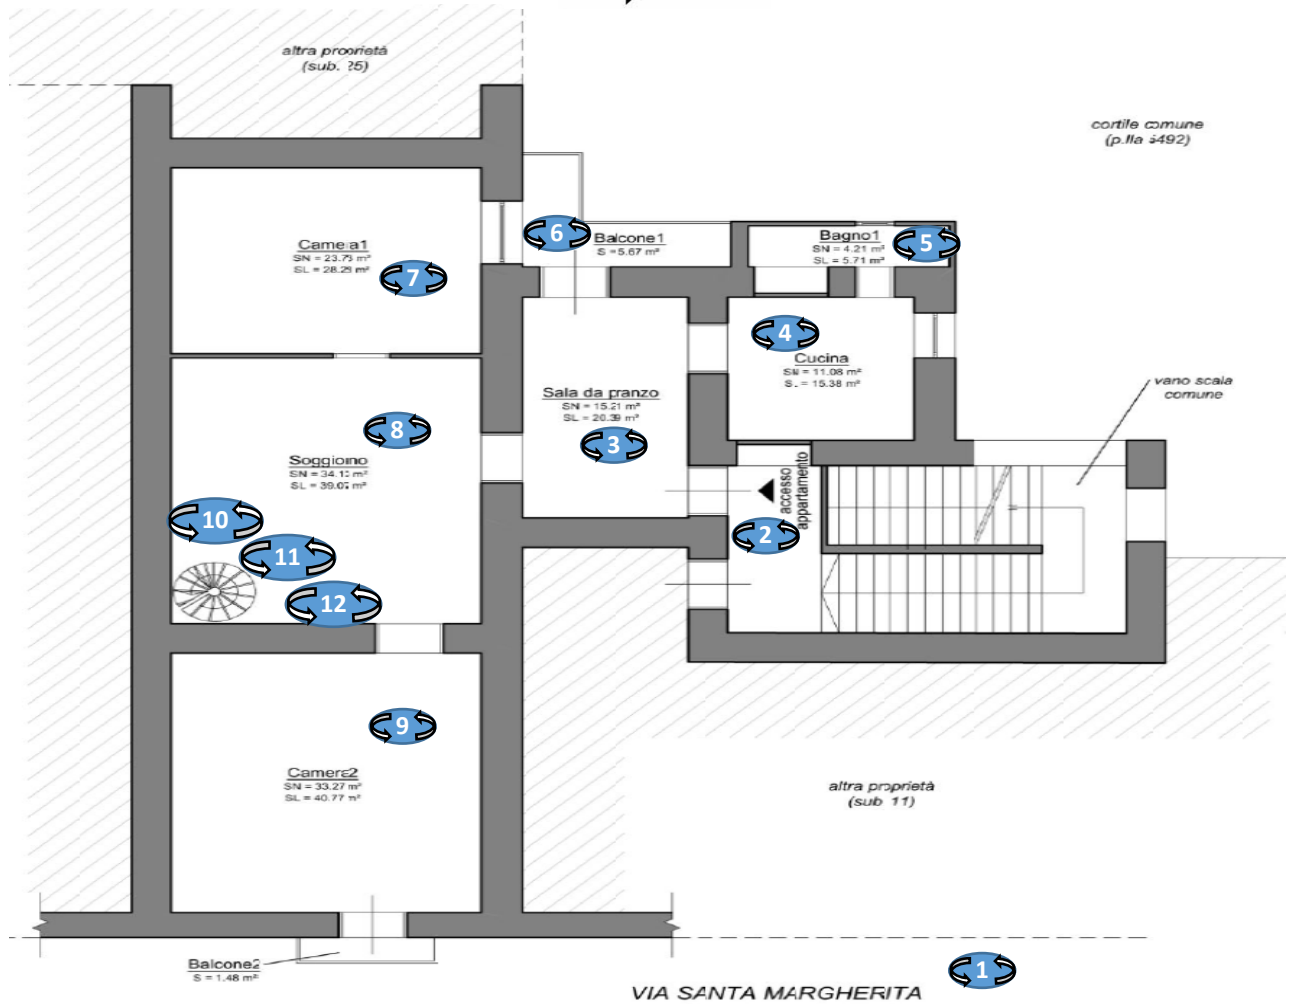 altra proprietà
(sub. 25)
cortile comune
(p.lla 6492)
6
Balcone1
S = 5.67 m²
Bagno1
SN = 4.21 m²
SL = 5.71 m²
5
Camera1
SN = 23.73 m²
SL = 28.29 m²
7
4
Cucina
SN = 11.08 m²
SL = 15.38 m²
vano scala
comune
Sala da pranzo
SN = 15.21 m²
SL = 20.39 m²
3
8
Soggiorno
SN = 34.12 m²
SL = 39.07 m²
accesso
appartamento
10
2
11
12
9
Camera2
SN = 33.27 m²
SL = 40.77 m²
altra proprietà
(sub 11)
Balcone2
S = 1.48 m²
1
VIA SANTA MARGHERITA